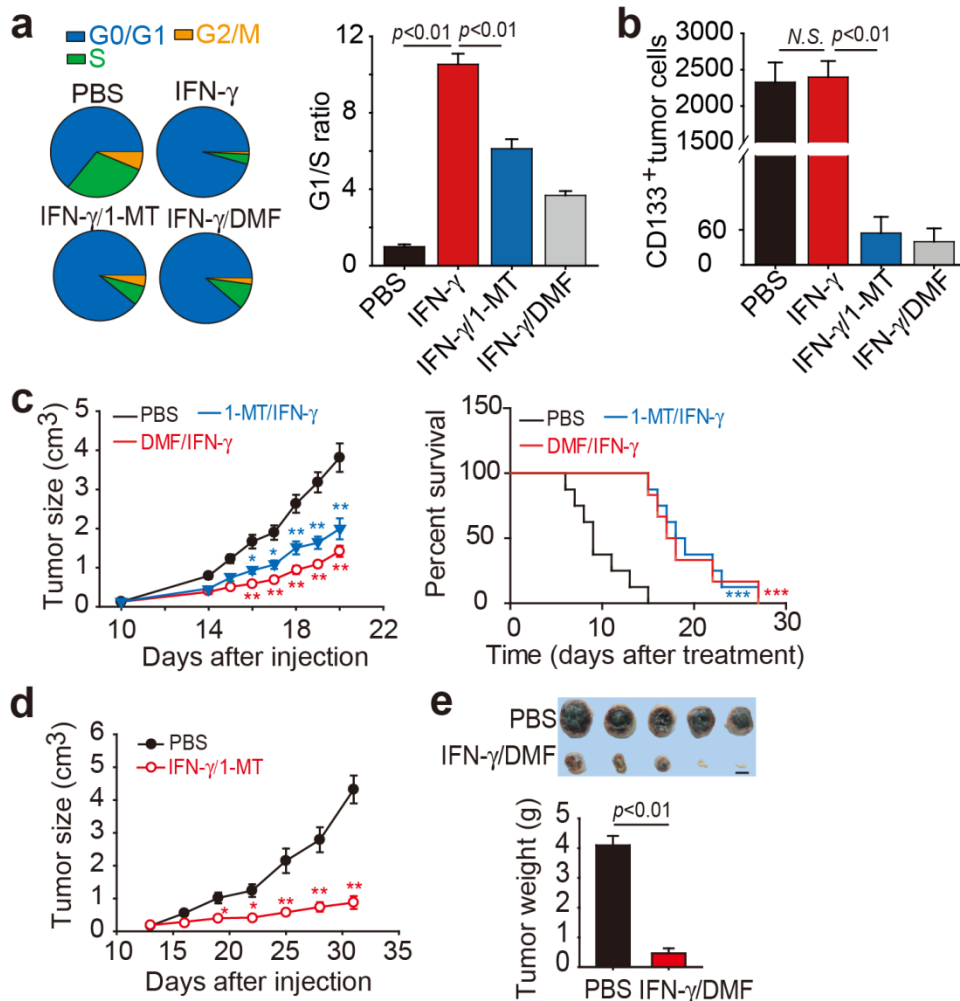 a
G0/G1 G2/M
S
PBS IFN-γ
IFN-γ/1-MT IFN-γ/DMF
p<0.01 p<0.01
G1/S ratio
12
8
4
0
PBS
IFN-γ
IFN-γ/1-MT
IFN-γ/DMF
b
N.S. p<0.01
CD133+ tumor cells
2500
2300
2000
1500
60
0
PBS
IFN-γ
IFN-γ/1-MT
IFN-γ/DMF
c
PBS 1-MT/IFN-γ
DMF/IFN-γ
Tumor size (cm3)
5
4
3
2
1
0
* * ** ** **
** ** ** ** **
10 14 18 22
Days after injection
PBS 1-MT/IFN-γ
DMF/IFN-γ
Percent survival
150
100
50
0
*** ***
0 10 20 30
Time (days after treatment)
d
PBS
IFN-γ/1-MT
Tumor size (cm3)
6
5
4
3
2
1
0
* * ** ** **
10 15 20 25 30 35
Days after injection
e
PBS
IFN-γ/DMF
p<0.01
Tumor weight (g)
5
4
3
2
1
0
PBS IFN-γ/DMF